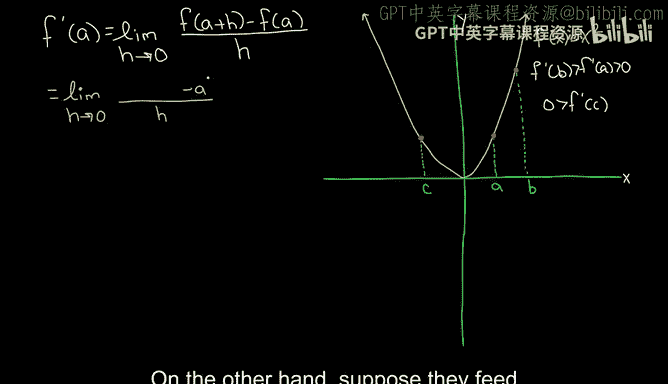 GPT中英字幕课程资源@bilibili.com
GPT中英字幕课程资源 bilibili
f'(a) = lim h→0 f(a+h)-f(a) / h
= lim h→0 -a / h
f'(b)>f'(a)>0
0>f'(c)
y
x
c
a
b
On the other hand, suppose they feed